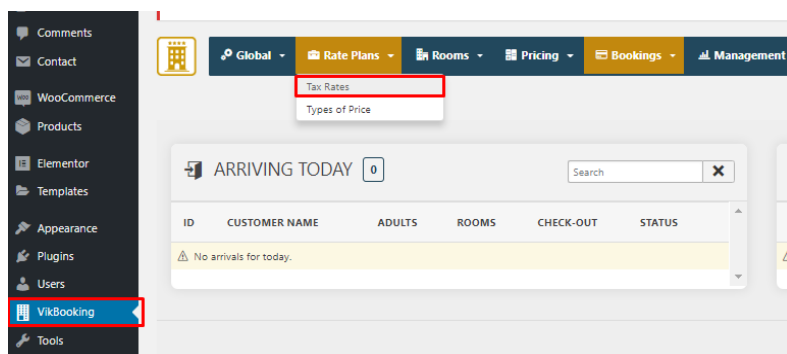 Comments
Contact
WooCommerce
Products
Elementor
Templates
Appearance
Plugins
Users
VikBooking
Tools
Global Rate Plans Rooms Pricing Bookings Management
Tax Rates
Types of Price
ARRIVING TODAY 0
Search
ID CUSTOMER NAME ADULTS ROOMS CHECK-OUT STATUS
No arrivals for today.